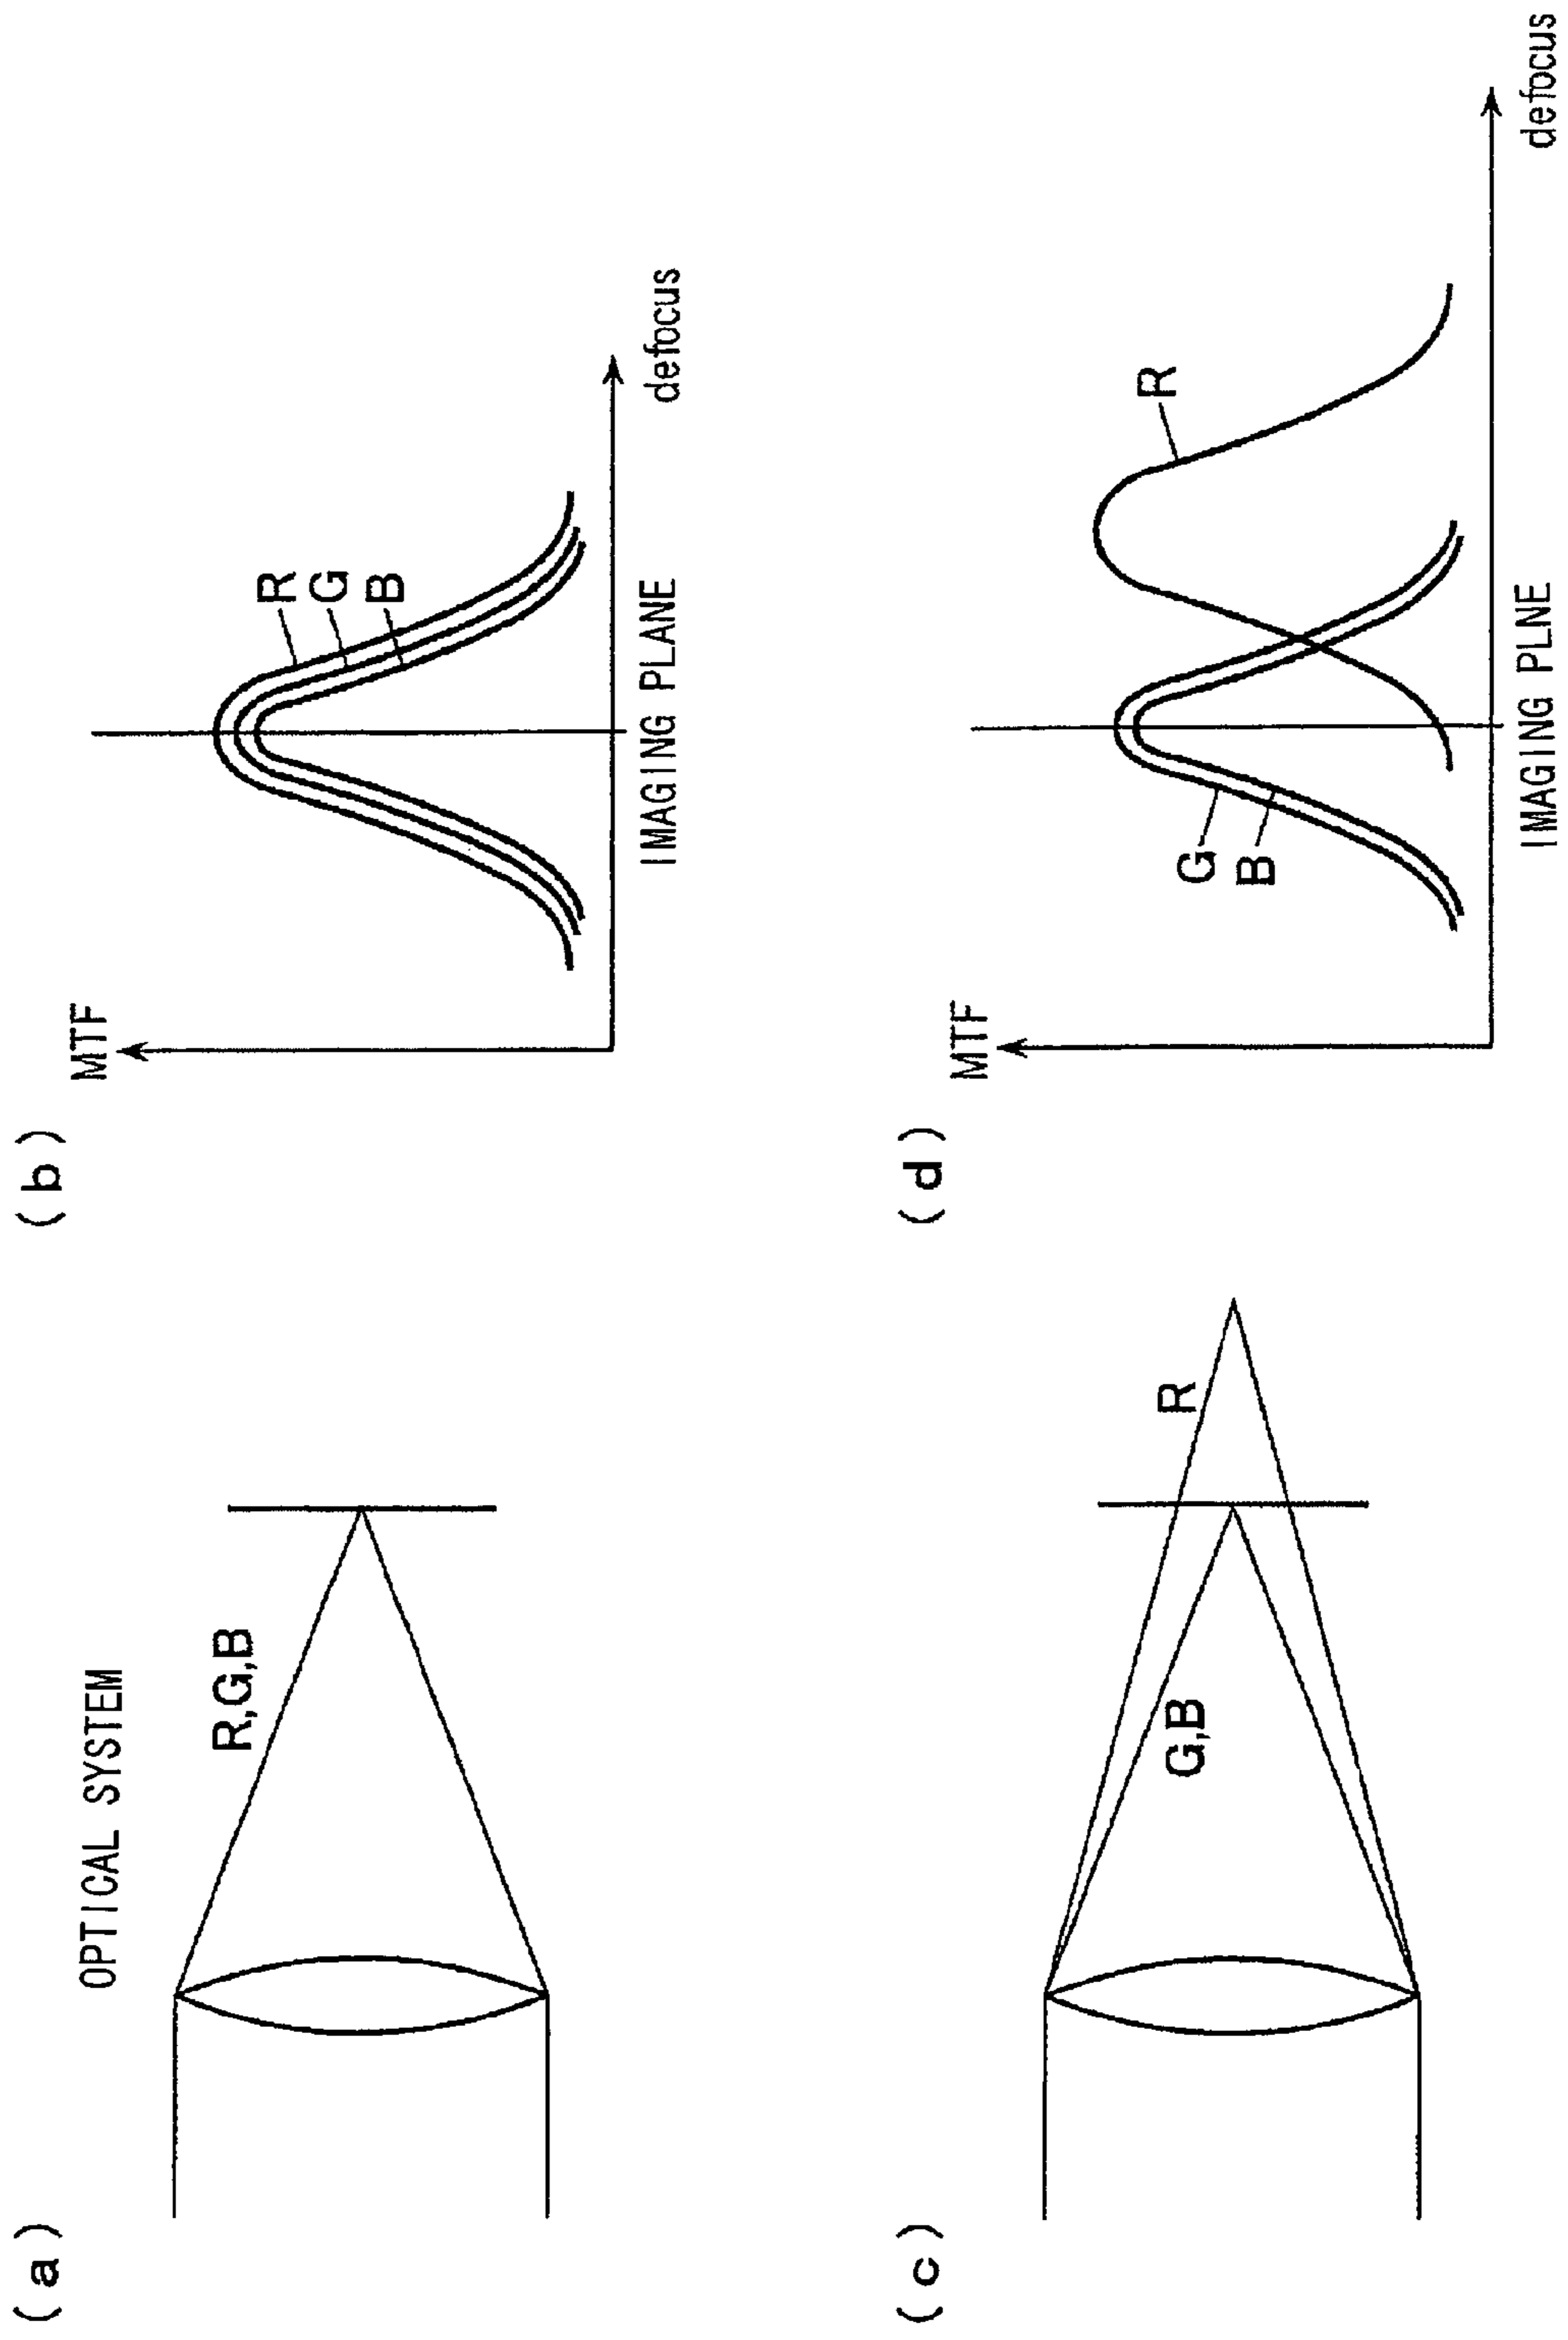 (a)
OPTICAL SYSTEM
R,G,B
(b)
MTF
R
G
B
IMAGING PLANE
defocus
(c)
R
G,B
(d)
MTF
R
G
B
IMAGING PLNE
defocus